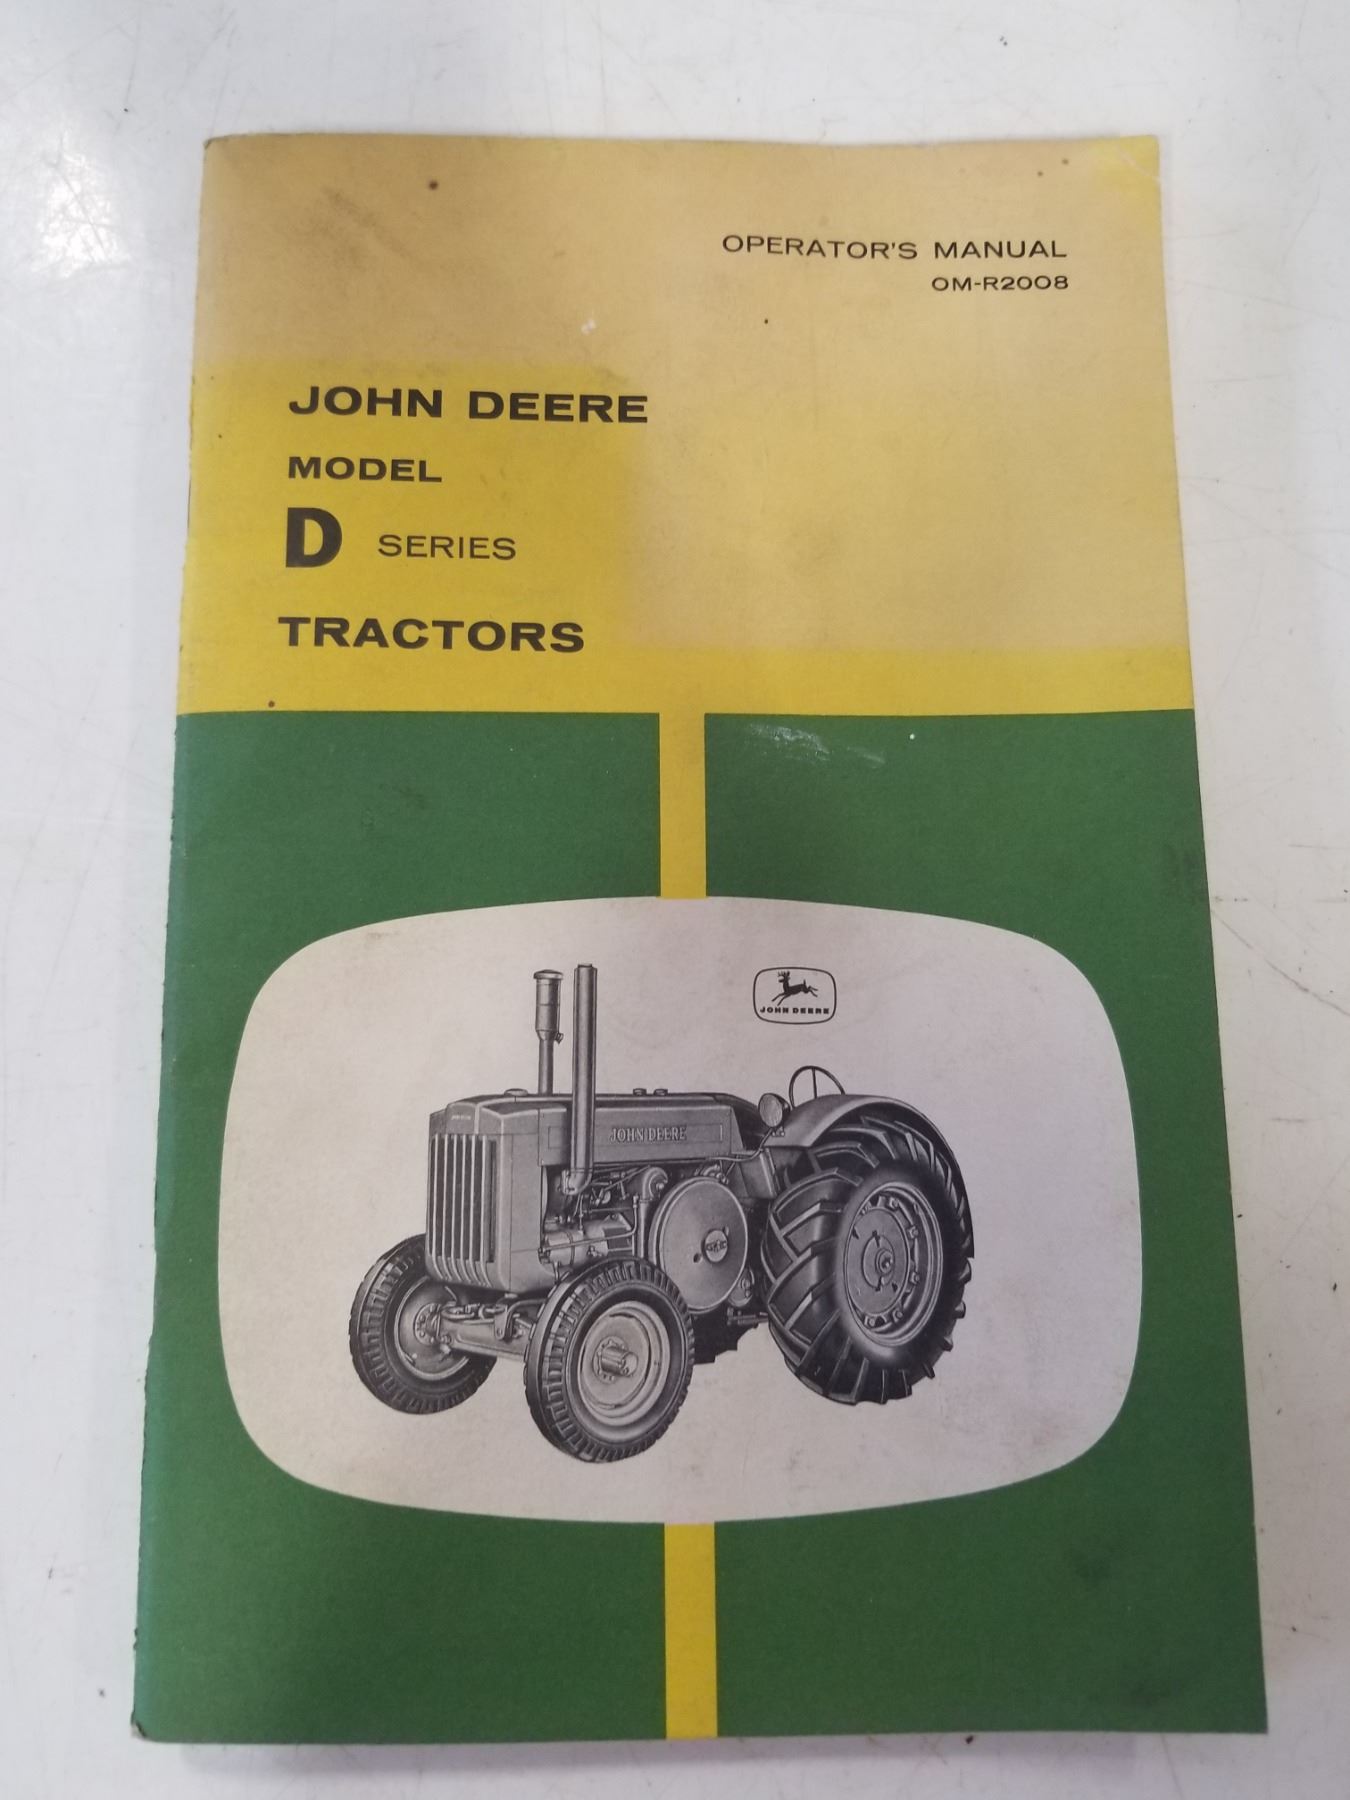 OPERATOR'S MANUAL
OM-R2008
JOHN DEERE
MODEL
D SERIES
TRACTORS
JOHN DEERE
JOHN DEERE